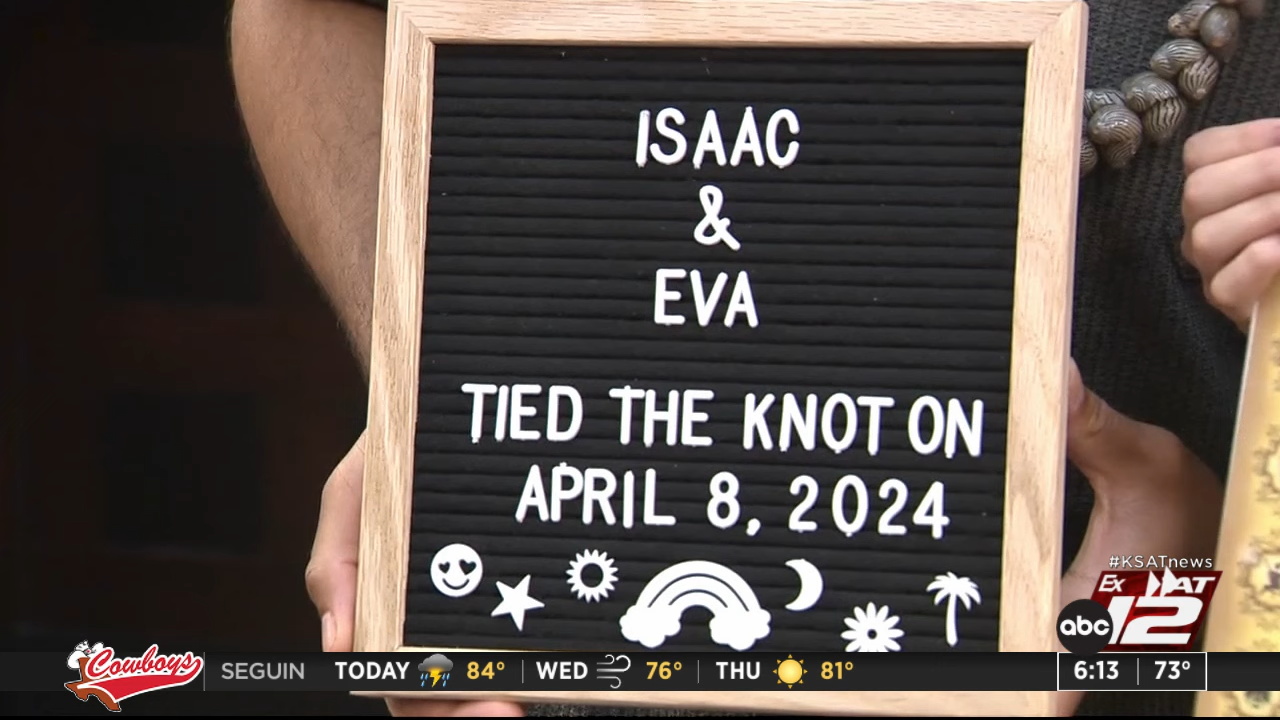 ISAAC
&
EVA
TIED THE KNOT ON
APRIL 8, 2024
#KSATnews
abc 12
Cowboys SEGUIN TODAY 84° WED 76° THU 81° 6:13 73°